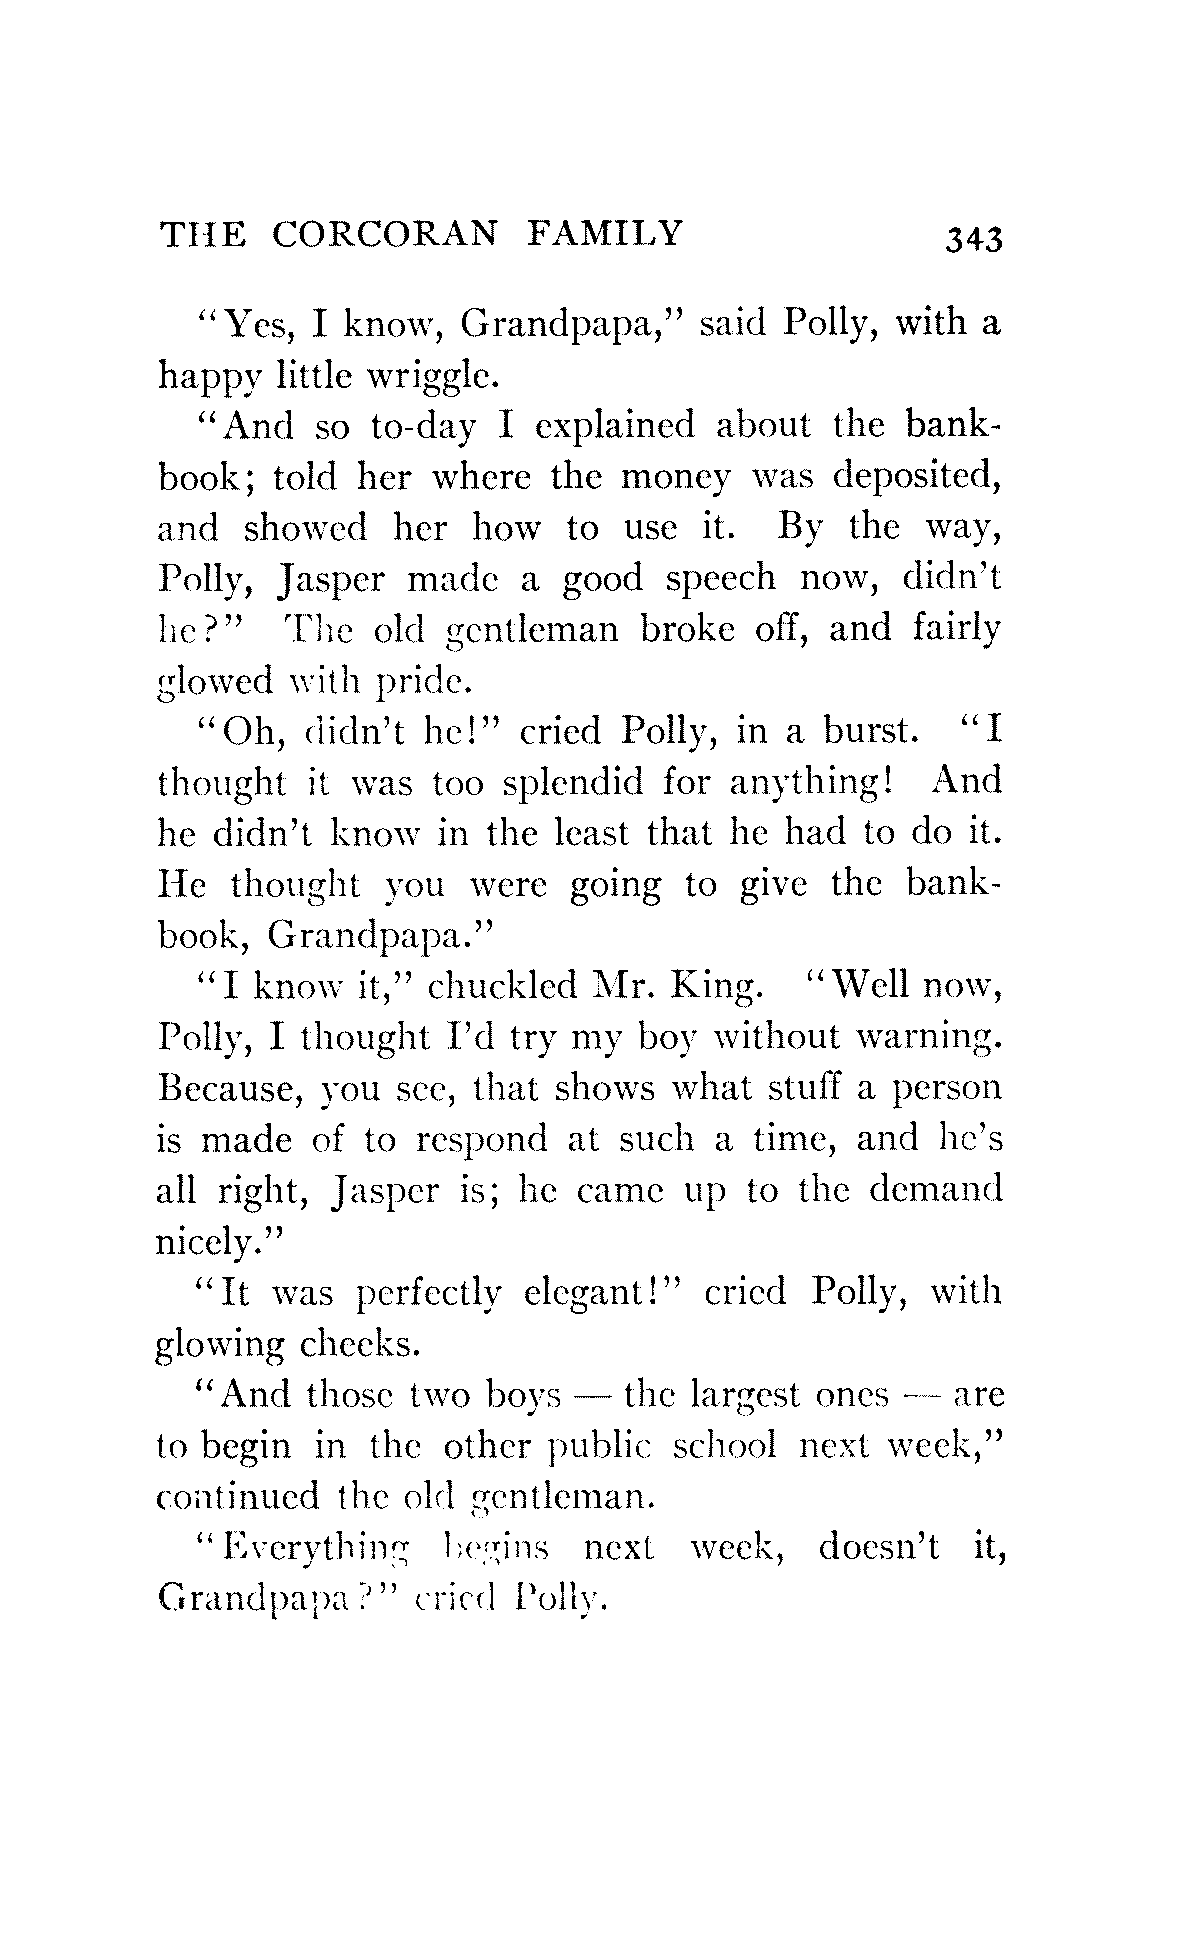 THE CORCORAN FAMILY 343
"Yes, I know, Grandpapa," said Polly, with a
happy little wriggle.
"And so to-day I explained about the bank-
book; told her where the money was deposited,
and showed her how to use it. By the way,
Polly, Jasper made a good speech now, didn't
he?" The old gentleman broke off, and fairly
glowed with pride.
"Oh, didn't he!" cried Polly, in a burst. "I
thought it was too splendid for anything! And
he didn't know in the least that he had to do it.
He thought you were going to give the bank-
book, Grandpapa."
"I know it," chuckled Mr. King. "Well now,
Polly, I thought I'd try my boy without warning.
Because, you see, that shows what stuff a person
is made of to respond at such a time, and he's
all right, Jasper is; he came up to the demand
nicely."
"It was perfectly elegant!" cried Polly, with
glowing cheeks.
"And those two boys — the largest ones — are
to begin in the other public school next week,"
continued the old gentleman.
"Everything begins next week, doesn't it,
Grandpapa?" cried Polly.